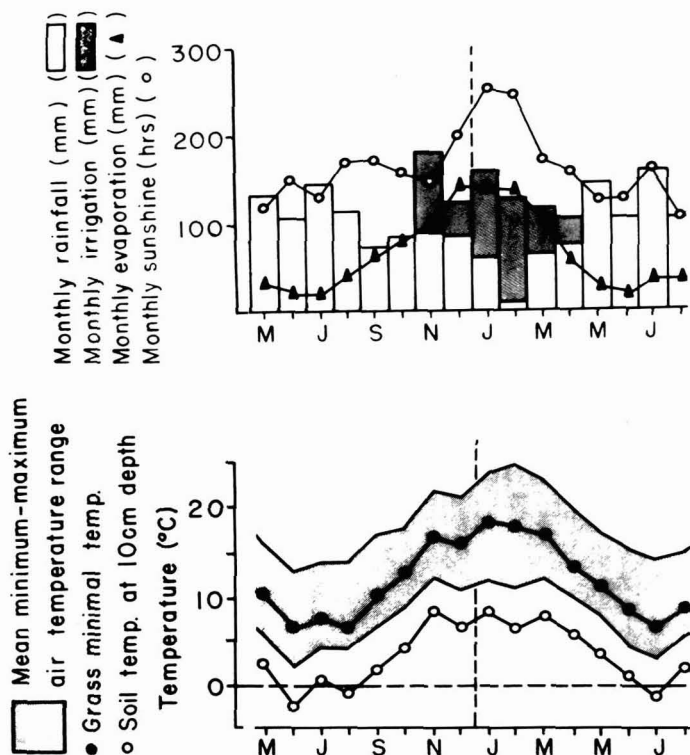 Monthly rainfall (mm) ( )
Monthly irrigation (mm) ( )
Monthly evaporation (mm) ( ▲ )
Monthly sunshine (hrs) ( o )
300
200
100
M J S N J M M J
Mean minimum-maximum
air temperature range
● Grass minimal temp.
o Soil temp. at 10cm depth
Temperature (°C)
20
10
0
M J S N J M M J